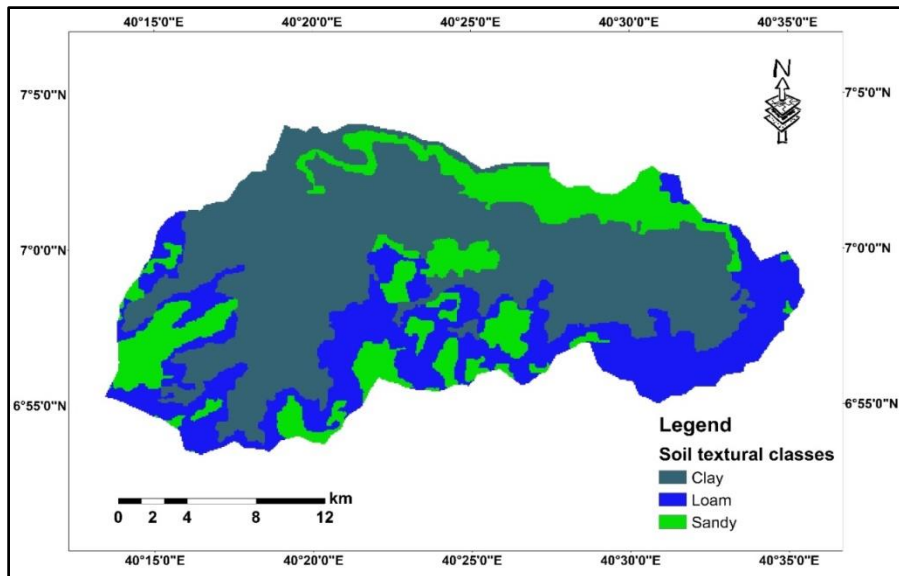 40°15'0"E 40°20'0"E 40°25'0"E 40°30'0"E 40°35'0"E
N
7°5'0"N 7°5'0"N
7°0'0"N 7°0'0"N
6°55'0"N 6°55'0"N
Legend
Soil textural classes
Clay
Loam
Sandy
km
0 2 4 8 12
40°15'0"E 40°20'0"E 40°25'0"E 40°30'0"E 40°35'0"E